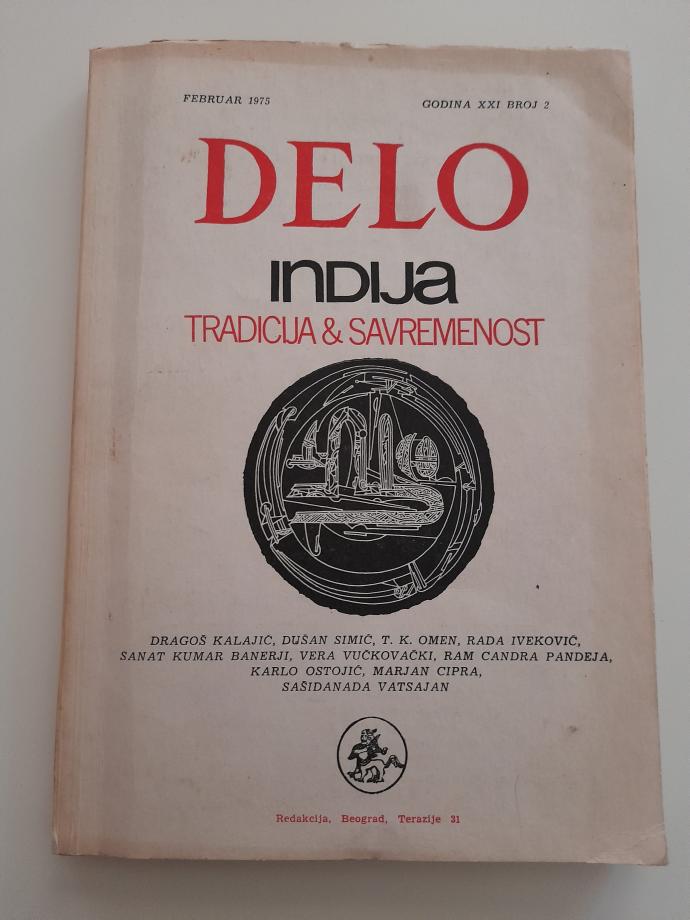 FEBRUAR 1975 GODINA XXI BROJ 2
DELO
INDIJA
TRADICIJA & SAVREMENOST
DRAGOŠ KALAJIĆ, DUŠAN SIMIĆ, T. K. OMEN, RADA IVEKOVIĆ,
SANAT KUMAR BANERJI, VERA VUČKOVAČKI, RAM CANDRA PANDEJA,
KARLO OSTOJIĆ, MARJAN CIPRA,
SAŠIDANADA VATSAJAN
Redakcija, Beograd, Terazije 31